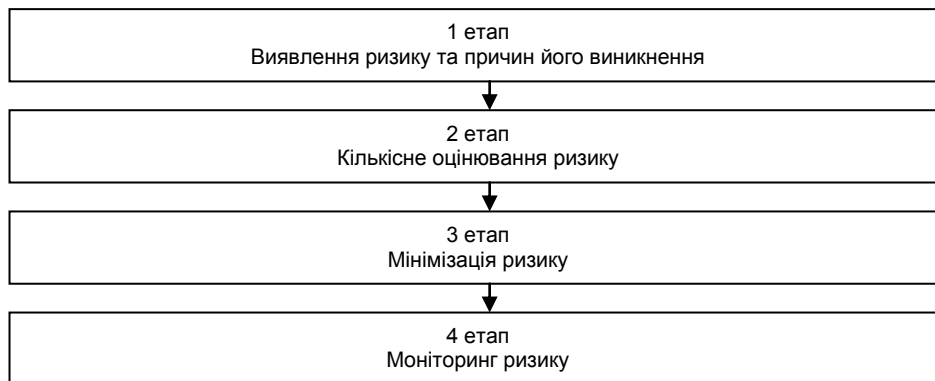 1 етап
Виявлення ризику та причин його виникнення
2 етап
Кількісне оцінювання ризику
3 етап
Мінімізація ризику
4 етап
Моніторинг ризику